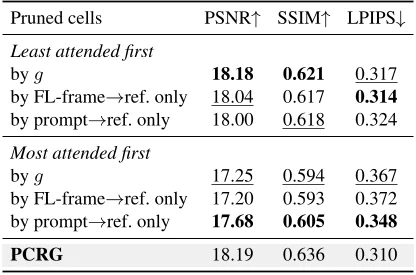 Pruned cells PSNR↑ SSIM↑ LPIPS↓
Least attended first
by g 18.18 0.621 0.317
by FL-frame→ref. only 18.04 0.617 0.314
by prompt→ref. only 18.00 0.618 0.324
Most attended first
by g 17.25 0.594 0.367
by FL-frame→ref. only 17.20 0.593 0.372
by prompt→ref. only 17.68 0.605 0.348
PCRG 18.19 0.636 0.310